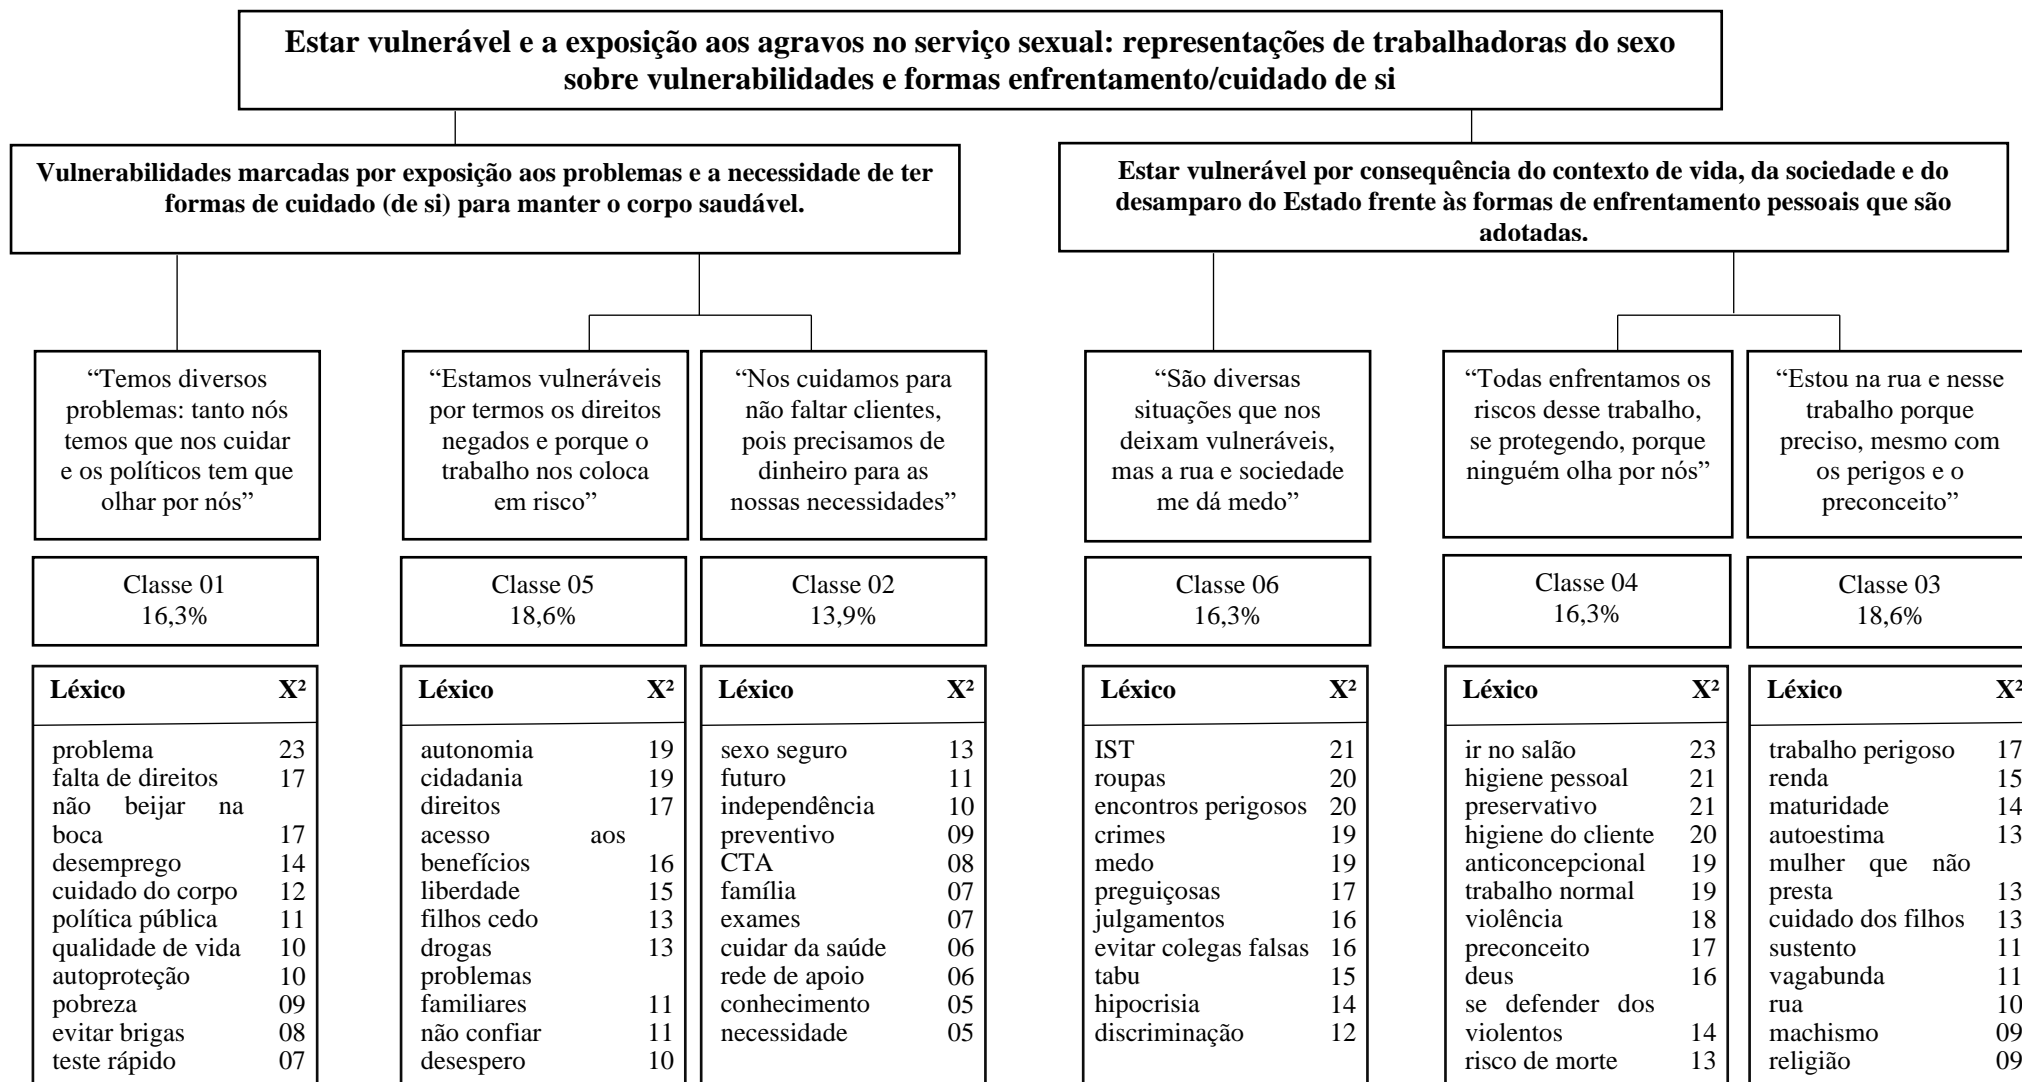 Estar vulnerável e a exposição aos agravos no serviço sexual: representações de trabalhadoras do sexo
sobre vulnerabilidades e formas enfrentamento/cuidado de si
Vulnerabilidades marcadas por exposição aos problemas e a necessidade de ter
formas de cuidado (de si) para manter o corpo saudável.
Estar vulnerável por consequência do contexto de vida, da sociedade e do
desamparo do Estado frente às formas de enfrentamento pessoais que são
adotadas.
“Temos diversos
problemas: tanto nós
temos que nos cuidar
e os políticos tem que
olhar por nós”
“Estamos vulneráveis
por termos os direitos
negados e porque o
trabalho nos coloca
em risco”
“Nos cuidamos para
não faltar clientes,
pois precisamos de
dinheiro para as
nossas necessidades”
“São diversas
situações que nos
deixam vulneráveis,
mas a rua e sociedade
me dá medo”
“Todas enfrentamos os
riscos desse trabalho,
se protegendo, porque
ninguém olha por nós”
“Estou na rua e nesse
trabalho porque
preciso, mesmo com
os perigos e o
preconceito”
Classe 01
16,3%
Classe 05
18,6%
Classe 02
13,9%
Classe 06
16,3%
Classe 04
16,3%
Classe 03
18,6%
Léxico X²
problema 23
falta de direitos 17
não beijar na
boca 17
desemprego 14
cuidado do corpo 12
política pública 11
qualidade de vida 10
autoproteção 10
pobreza 09
evitar brigas 08
teste rápido 07
Léxico X²
autonomia 19
cidadania 19
direitos 17
acesso aos
benefícios 16
liberdade 15
filhos cedo 13
drogas 13
problemas
familiares 11
não confiar 11
desespero 10
Léxico X²
sexo seguro 13
futuro 11
independência 10
preventivo 09
CTA 08
família 07
exames 07
cuidar da saúde 06
rede de apoio 06
conhecimento 05
necessidade 05
Léxico X²
IST 21
roupas 20
encontros perigosos 20
crimes 19
medo 19
preguiçosas 17
julgamentos 16
evitar colegas falsas 16
tabu 15
hipocrisia 14
discriminação 12
Léxico X²
ir no salão 23
higiene pessoal 21
preservativo 21
higiene do cliente 20
anticoncepcional 19
trabalho normal 19
violência 18
preconceito 17
deus 16
se defender dos
violentos 14
risco de morte 13
Léxico X²
trabalho perigoso 17
renda 15
maturidade 14
autoestima 13
mulher que não
presta 13
cuidado dos filhos 13
sustento 11
vagabunda 11
rua 10
machismo 09
religião 09